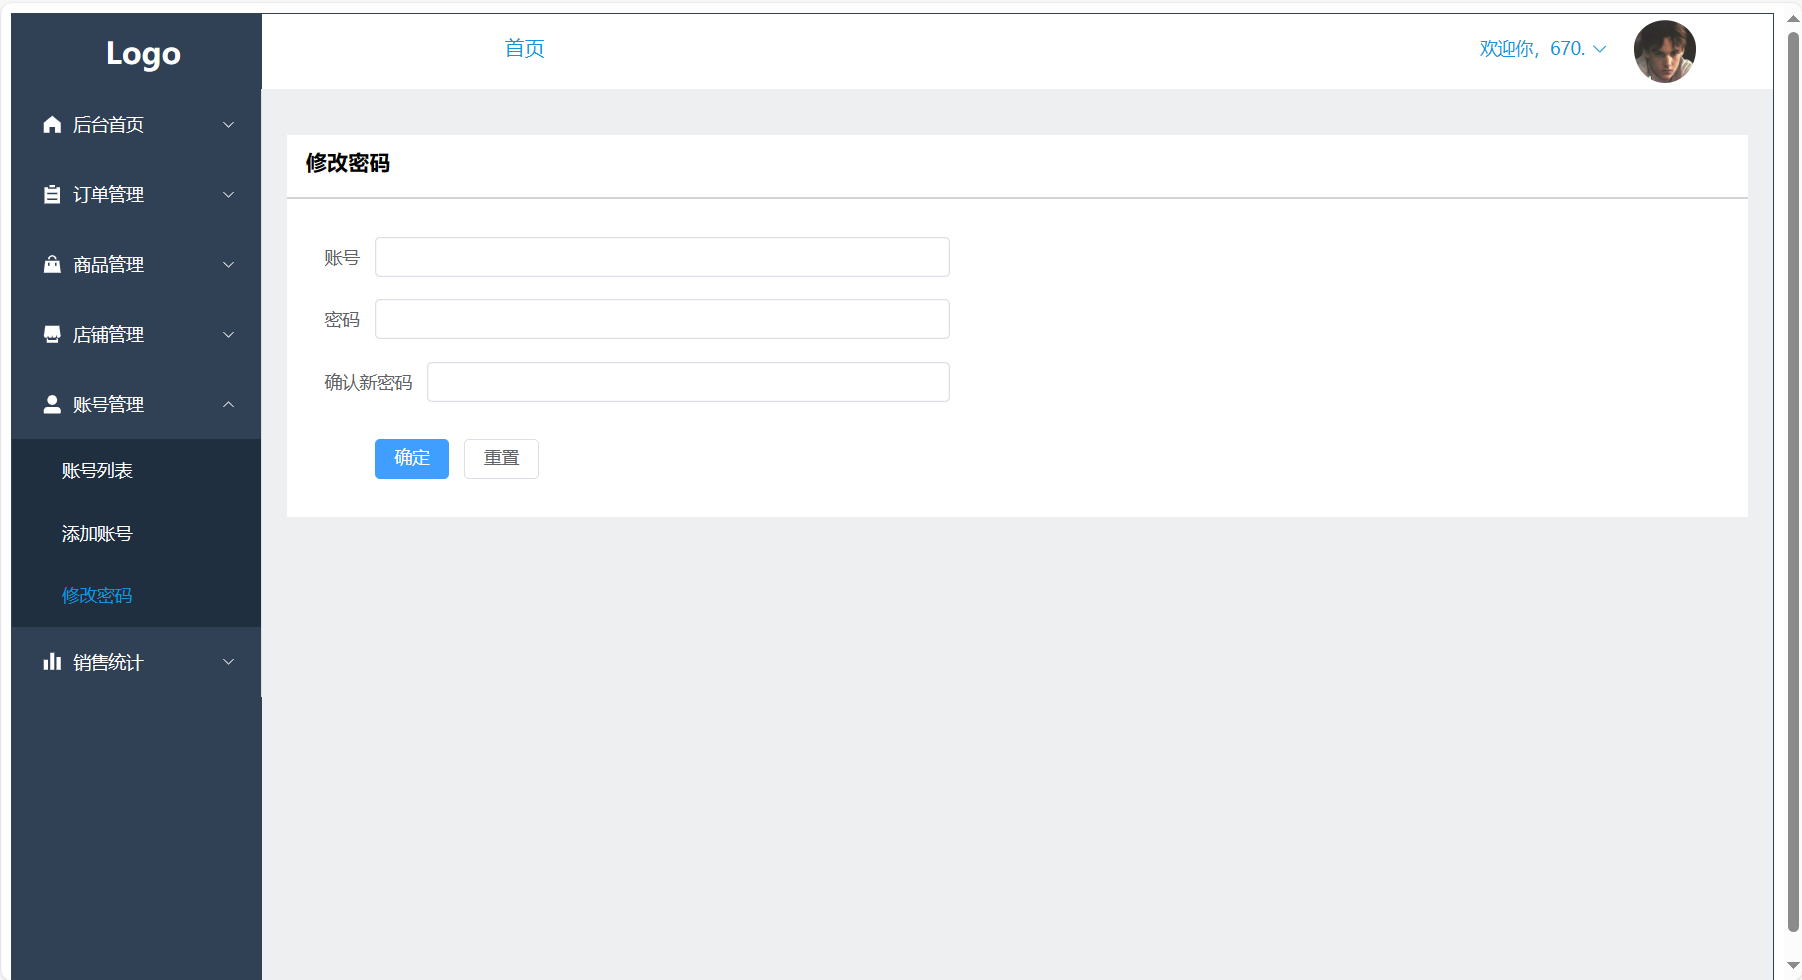 Logo
首页
欢迎你，670.
后台首页
订单管理
商品管理
店铺管理
账号管理
账号列表
添加账号
修改密码
销售统计
修改密码
账号
密码
确认新密码
确定 重置